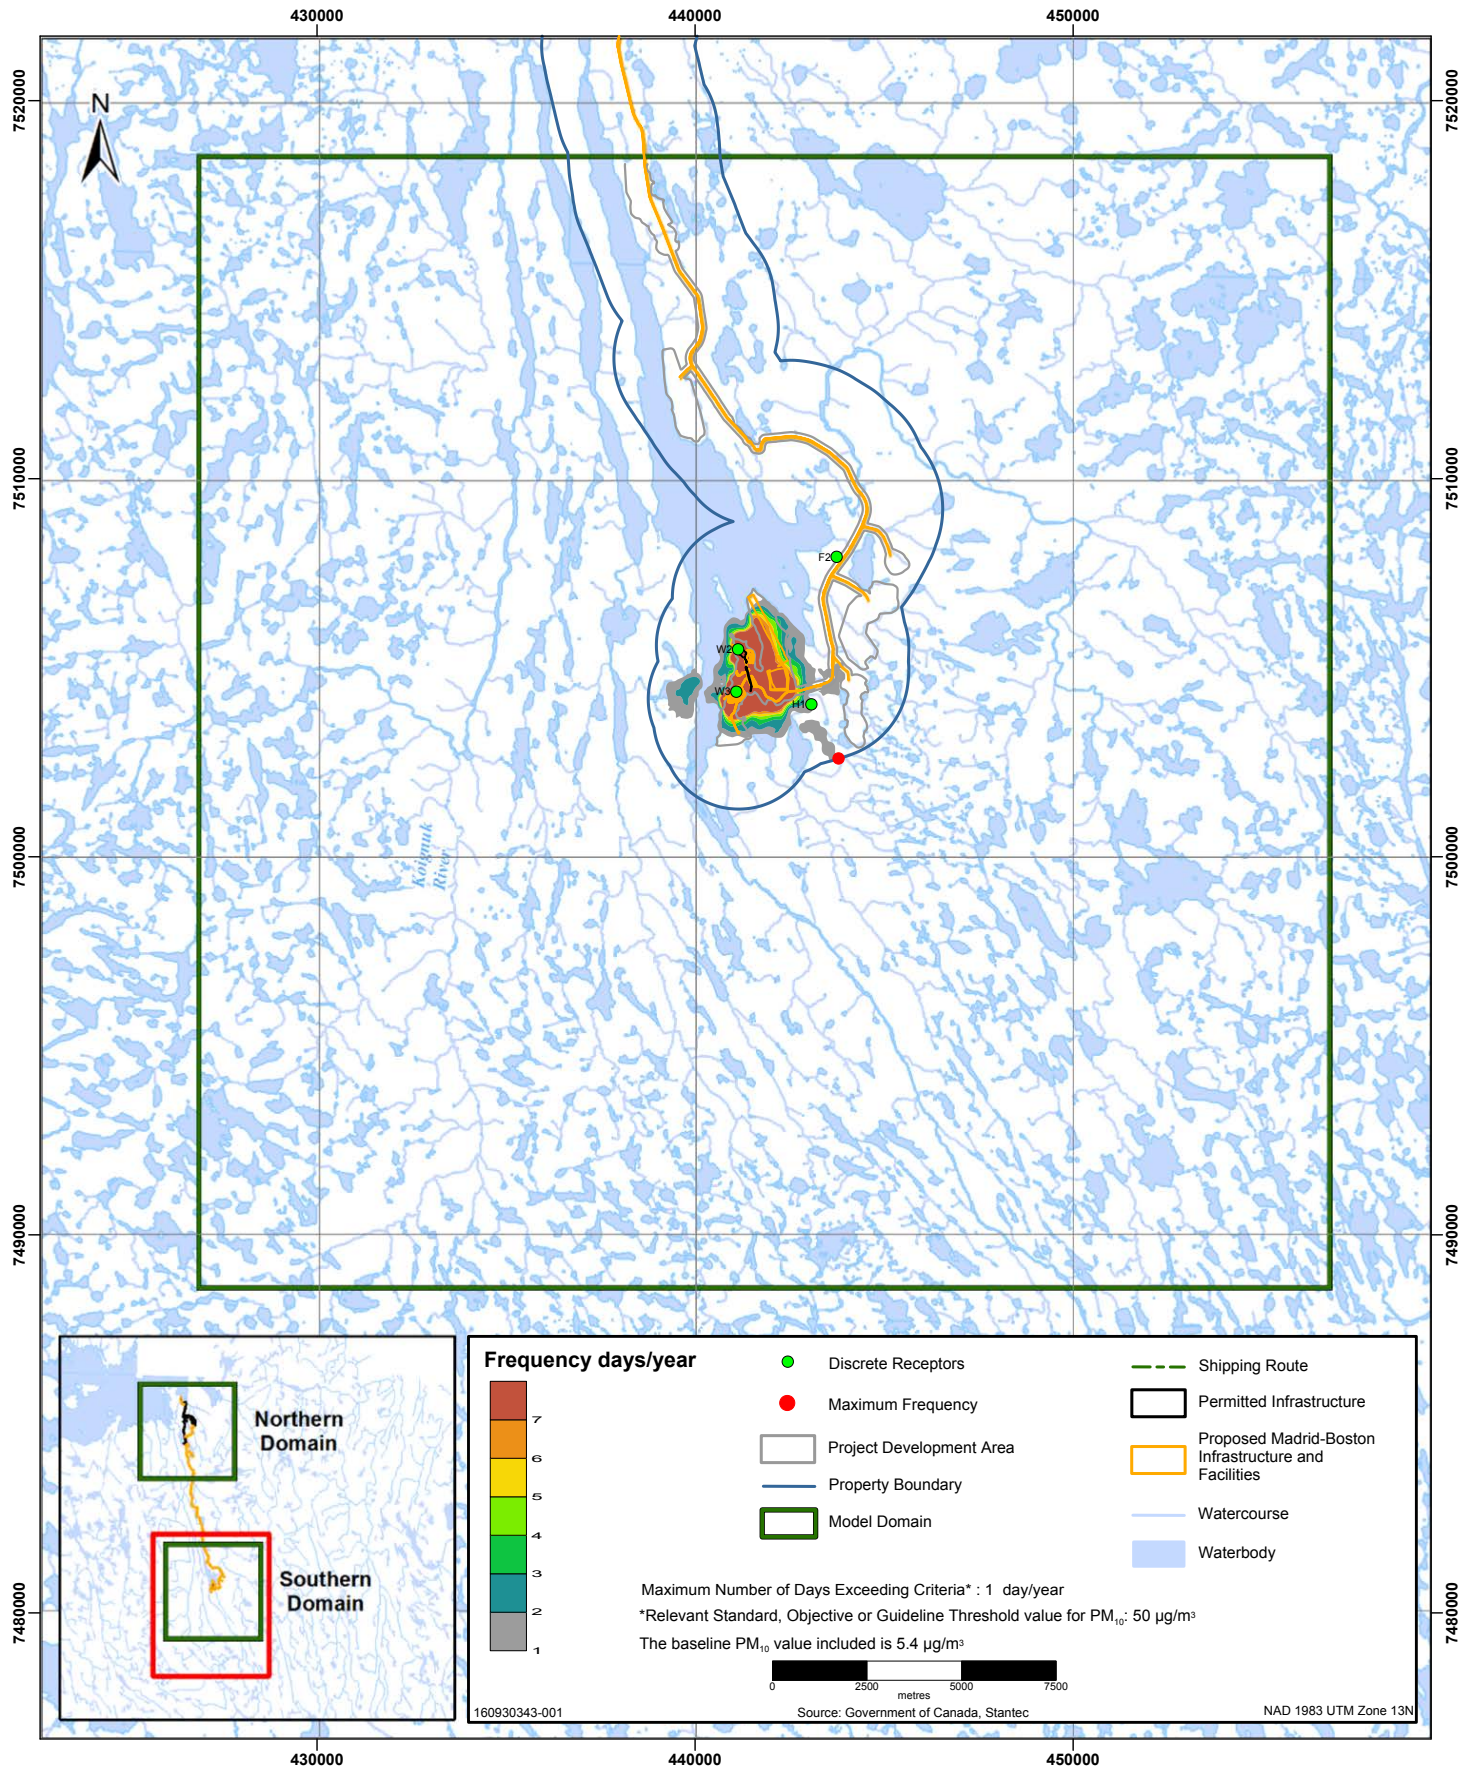 430000
440000
450000
7520000
7520000
N
7510000
7510000
F2
W2
W3
H1
7500000
7500000
Koignuk
River
7490000
7490000
7480000
7480000
Northern
Domain
Southern
Domain
Frequency days/year
7
6
5
4
3
2
1
Discrete Receptors
Maximum Frequency
Project Development Area
Property Boundary
Model Domain
Shipping Route
Permitted Infrastructure
Proposed Madrid-Boston
Infrastructure and
Facilities
Watercourse
Waterbody
Maximum Number of Days Exceeding Criteria* : 1 day/year
*Relevant Standard, Objective or Guideline Threshold value for PM₁₀: 50 µg/m³
The baseline PM₁₀ value included is 5.4 µg/m³
0 2500 5000 7500
metres
160930343-001
Source: Government of Canada, Stantec
NAD 1983 UTM Zone 13N
430000
440000
450000